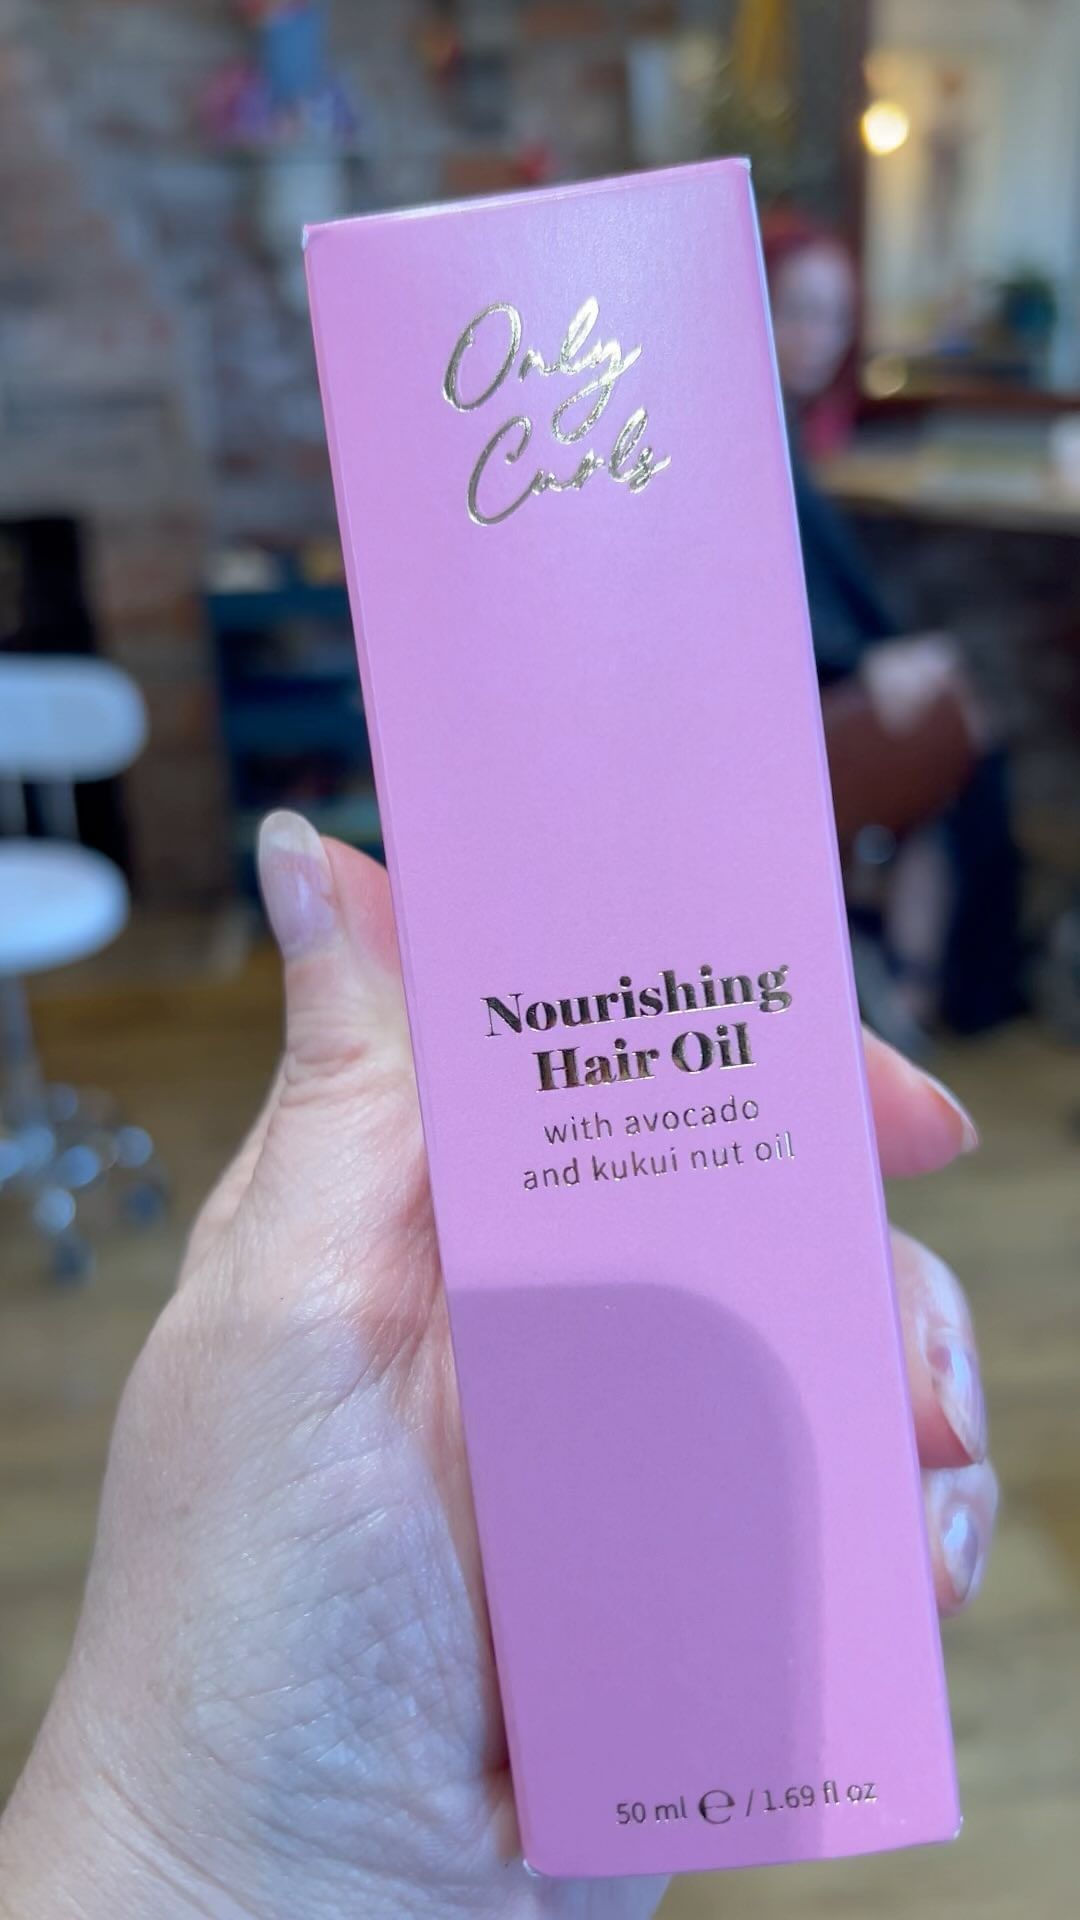 Only
Curls
Nourishing
Hair Oil
with avocado
and kukui nut oil
50 ml ℮ / 1.69 fl oz